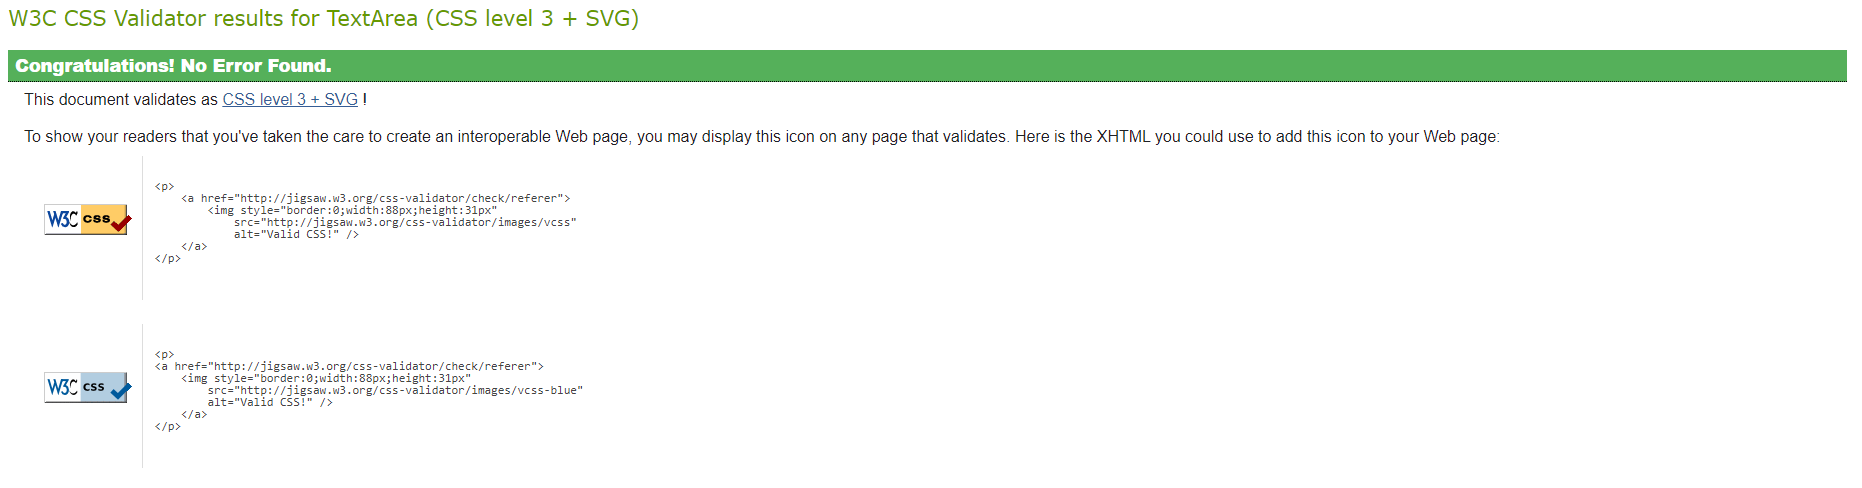 W3C CSS Validator results for TextArea (CSS level 3 + SVG)
Congratulations! No Error Found.
This document validates as CSS level 3 + SVG !
To show your readers that you've taken the care to create an interoperable Web page, you may display this icon on any page that validates. Here is the XHTML you could use to add this icon to your Web page:
W3C css
<p>
    <a href="http://jigsaw.w3.org/css-validator/check/referer">
        <img style="border:0;width:88px;height:31px"
            src="http://jigsaw.w3.org/css-validator/images/vcss"
            alt="Valid CSS!" />
    </a>
</p>
W3C css
<p>
<a href="http://jigsaw.w3.org/css-validator/check/referer">
    <img style="border:0;width:88px;height:31px"
        src="http://jigsaw.w3.org/css-validator/images/vcss-blue"
        alt="Valid CSS!" />
    </a>
</p>